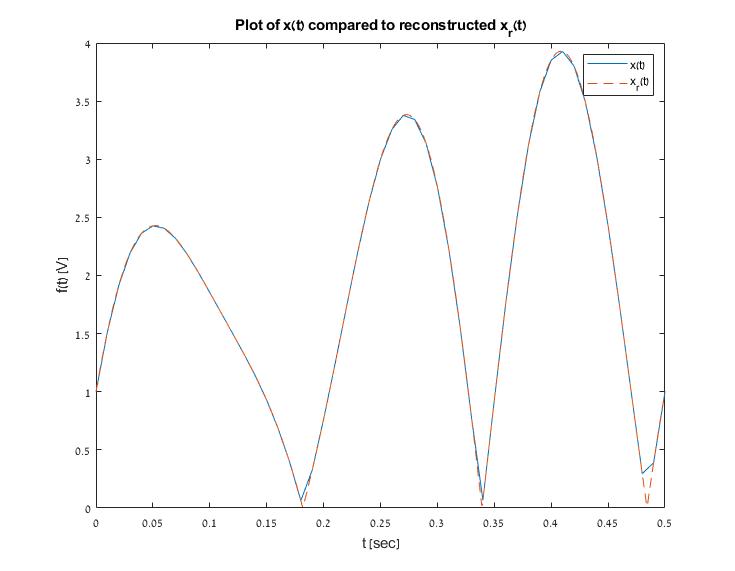 Plot of x(t) compared to reconstructed x_r(t)
4
3.5
3
2.5
2
1.5
1
0.5
0
f(t) [V]
x(t)
x_r(t)
0 0.05 0.1 0.15 0.2 0.25 0.3 0.35 0.4 0.45 0.5
t [sec]